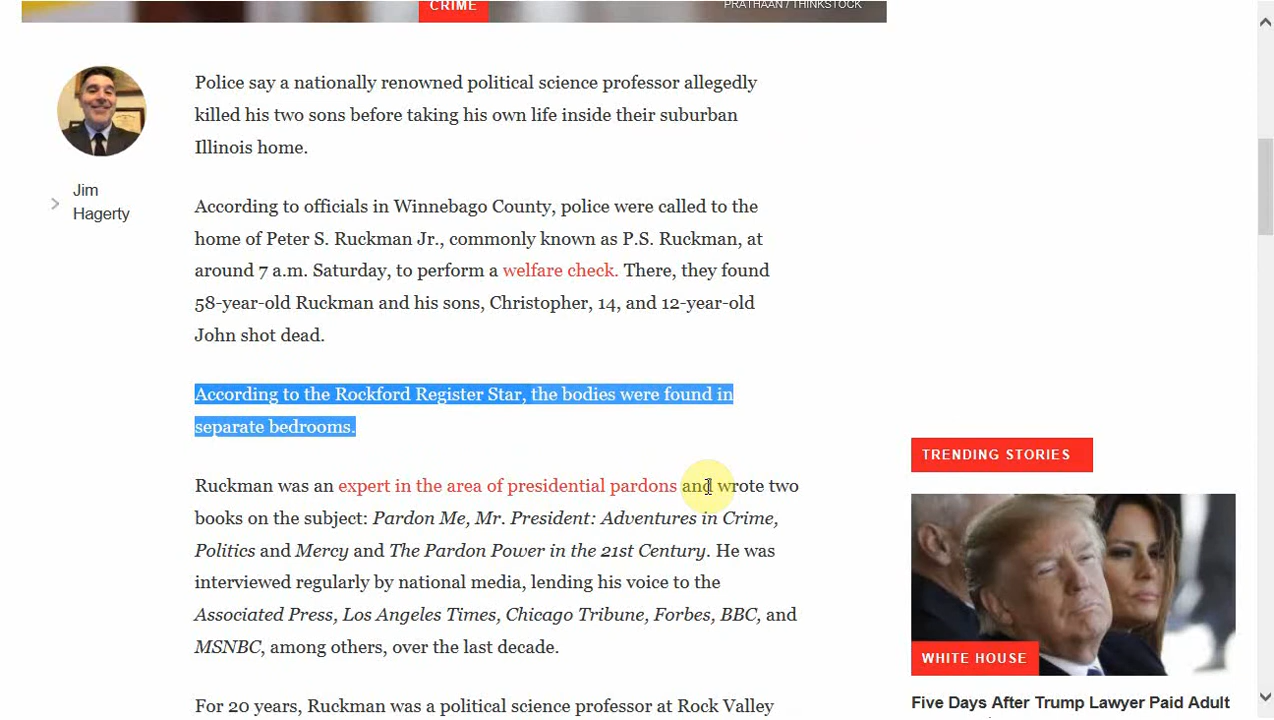 CRIME
PRATHAAN / THINKSTOCK
Jim
Hagerty
Police say a nationally renowned political science professor allegedly
killed his two sons before taking his own life inside their suburban
Illinois home.
According to officials in Winnebago County, police were called to the
home of Peter S. Ruckman Jr., commonly known as P.S. Ruckman, at
around 7 a.m. Saturday, to perform a welfare check. There, they found
58-year-old Ruckman and his sons, Christopher, 14, and 12-year-old
John shot dead.
According to the Rockford Register Star, the bodies were found in
separate bedrooms.
Ruckman was an expert in the area of presidential pardons and wrote two
books on the subject: Pardon Me, Mr. President: Adventures in Crime,
Politics and Mercy and The Pardon Power in the 21st Century. He was
interviewed regularly by national media, lending his voice to the
Associated Press, Los Angeles Times, Chicago Tribune, Forbes, BBC, and
MSNBC, among others, over the last decade.
For 20 years, Ruckman was a political science professor at Rock Valley
TRENDING STORIES
WHITE HOUSE
Five Days After Trump Lawyer Paid Adult